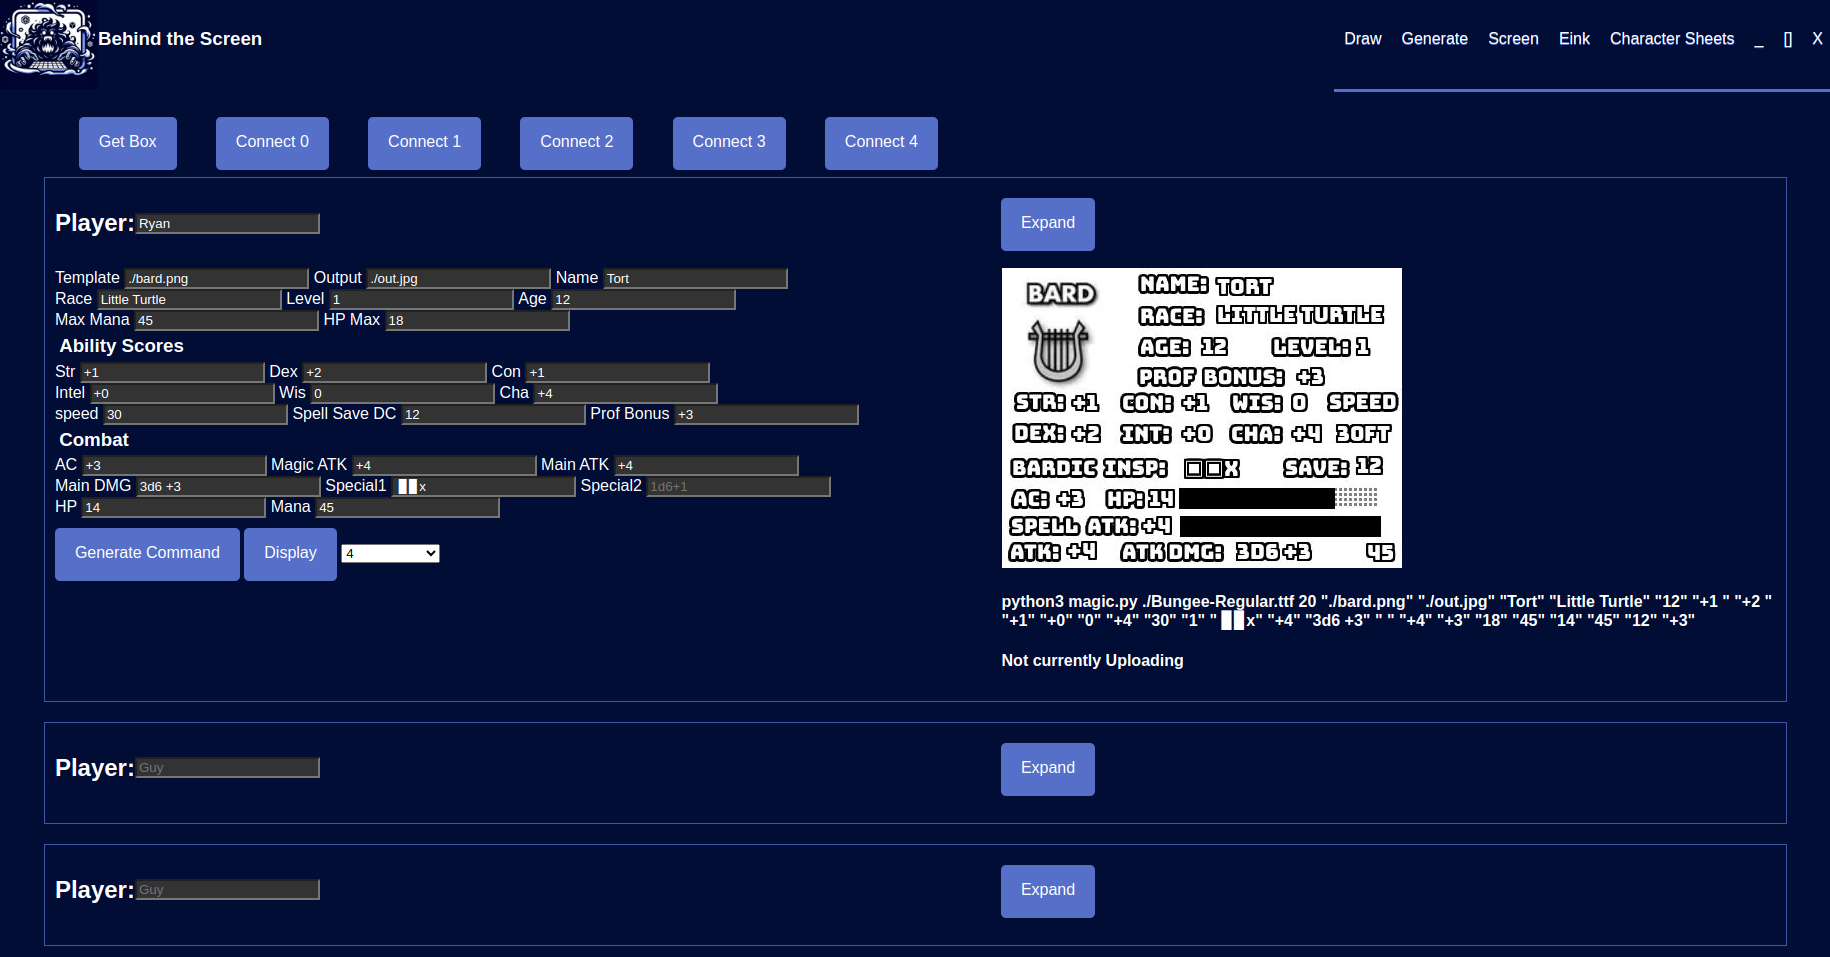 Behind the Screen
Draw Generate Screen Eink Character Sheets _ [] X
Get Box Connect 0 Connect 1 Connect 2 Connect 3 Connect 4
Player: Ryan
Expand
Template ./bard.png Output ./out.jpg Name Tort
Race Little Turtle Level 1 Age 12
Max Mana 45 HP Max 18
Ability Scores
Str +1 Dex +2 Con +1
Intel +0 Wis 0 Cha +4
speed 30 Spell Save DC 12 Prof Bonus +3
Combat
AC +3 Magic ATK +4 Main ATK +4
Main DMG 3d6 +3 Special1 ██x Special2 1d6+1
HP 14 Mana 45
Generate Command Display 4
BARD
NAME: TORT
RACE: LITTLE TURTLE
AGE: 12 LEVEL: 1
PROF BONUS: +3
STR: +1 CON: +1 WIS: 0 SPEED
DEX: +2 INT: +0 CHA: +4 30FT
BARDIC INSP: □□X SAVE: 12
AC: +3 HP: 14
SPELL ATK: +4
ATK: +4 ATK DMG: 3D6 +3 45
python3 magic.py ./Bungee-Regular.ttf 20 "./bard.png" "./out.jpg" "Tort" "Little Turtle" "12" "+1 " "+2 "
"+1" "+0" "0" "+4" "30" "1" " ██x" "+4" "3d6 +3" " " "+4" "+3" "18" "45" "14" "45" "12" "+3"
Not currently Uploading
Player: Guy
Expand
Player: Guy
Expand